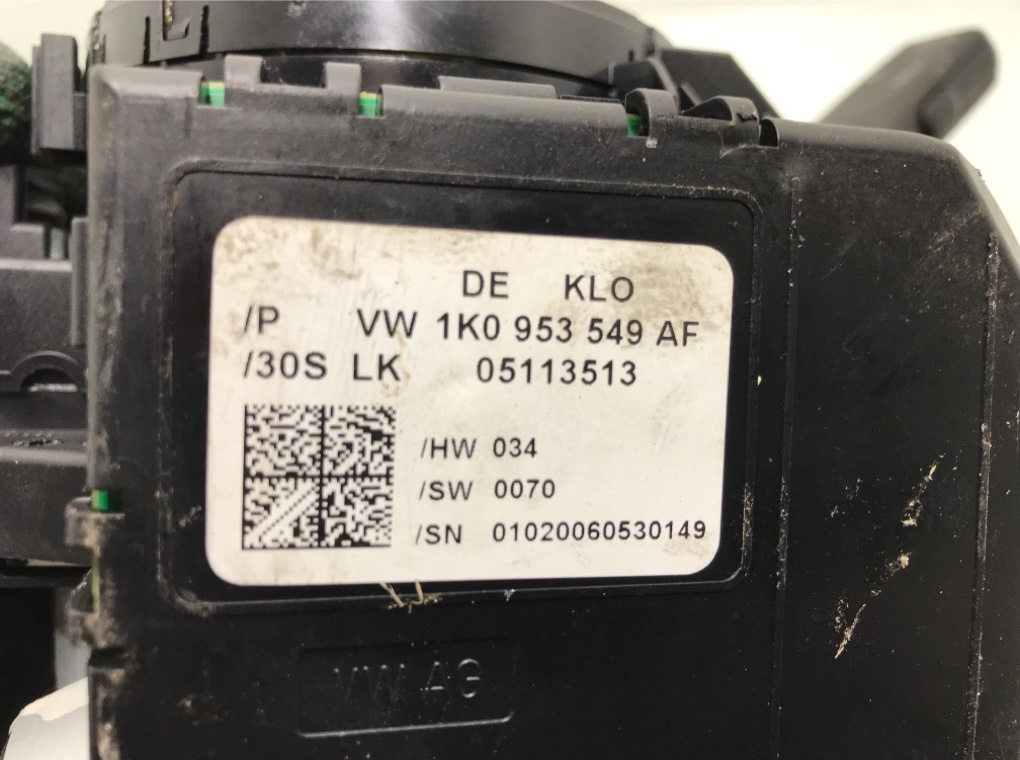 DE KLO
/P VW 1K0 953 549 AF
/30S LK 05113513
/HW 034
/SW 0070
/SN 01020060530149
VW AG